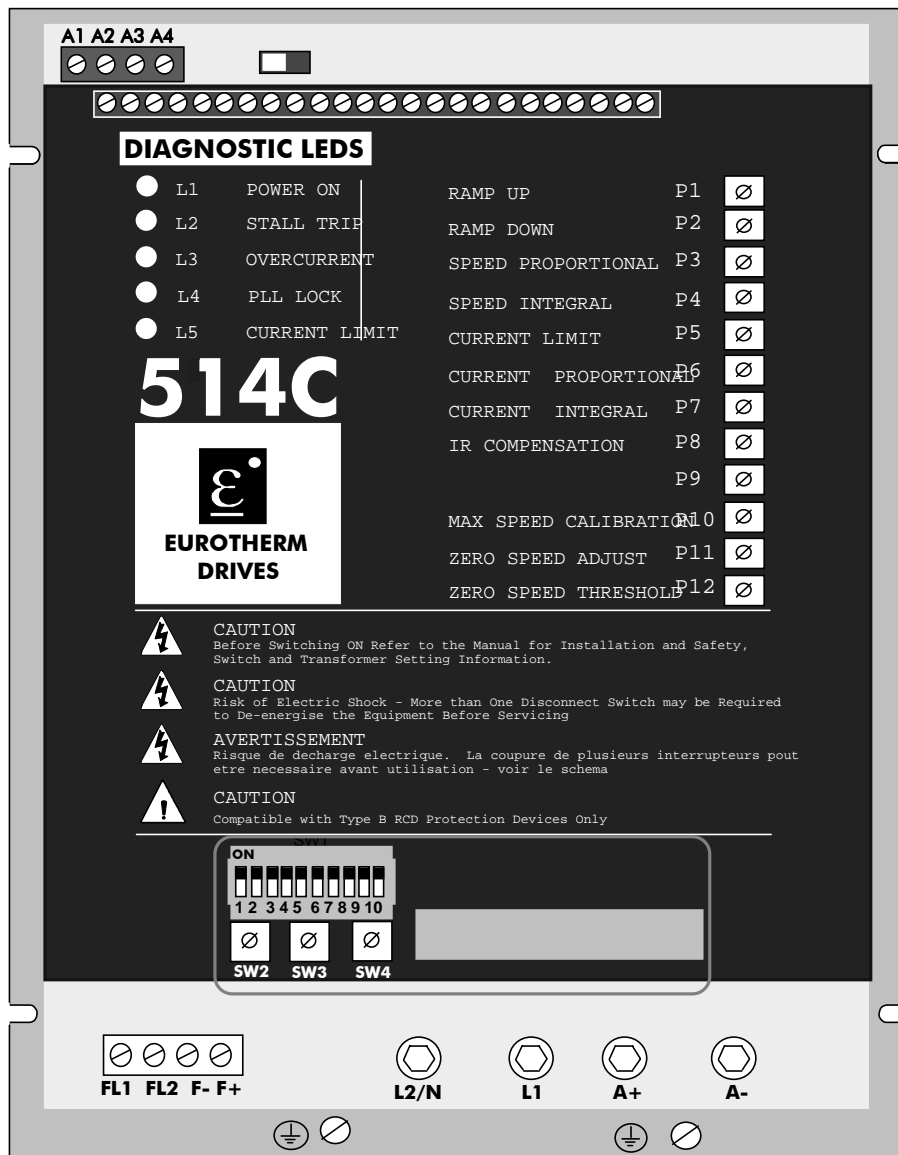 A1 A2 A3 A4
DIAGNOSTIC LEDS
L1 POWER ON
L2 STALL TRIP
L3 OVERCURRENT
L4 PLL LOCK
L5 CURRENT LIMIT
RAMP UP P1
RAMP DOWN P2
SPEED PROPORTIONAL P3
SPEED INTEGRAL P4
CURRENT LIMIT P5
CURRENT PROPORTIONAL P6
CURRENT INTEGRAL P7
IR COMPENSATION P8
P9
MAX SPEED CALIBRATION P10
ZERO SPEED ADJUST P11
ZERO SPEED THRESHOLD P12
514C
EUROTHERM
DRIVES
CAUTION
Before Switching ON Refer to the Manual for Installation and Safety,
Switch and Transformer Setting Information.
CAUTION
Risk of Electric Shock - More than One Disconnect Switch may be Required
to De-energise the Equipment Before Servicing
AVERTISSEMENT
Risque de decharge electrique. La coupure de plusieurs interrupteurs pout
etre necessaire avant utilisation - voir le schema
CAUTION
Compatible with Type B RCD Protection Devices Only
SW1
ON
1 2 3 4 5 6 7 8 9 10
SW2 SW3 SW4
FL1 FL2 F- F+
L2/N L1 A+ A-